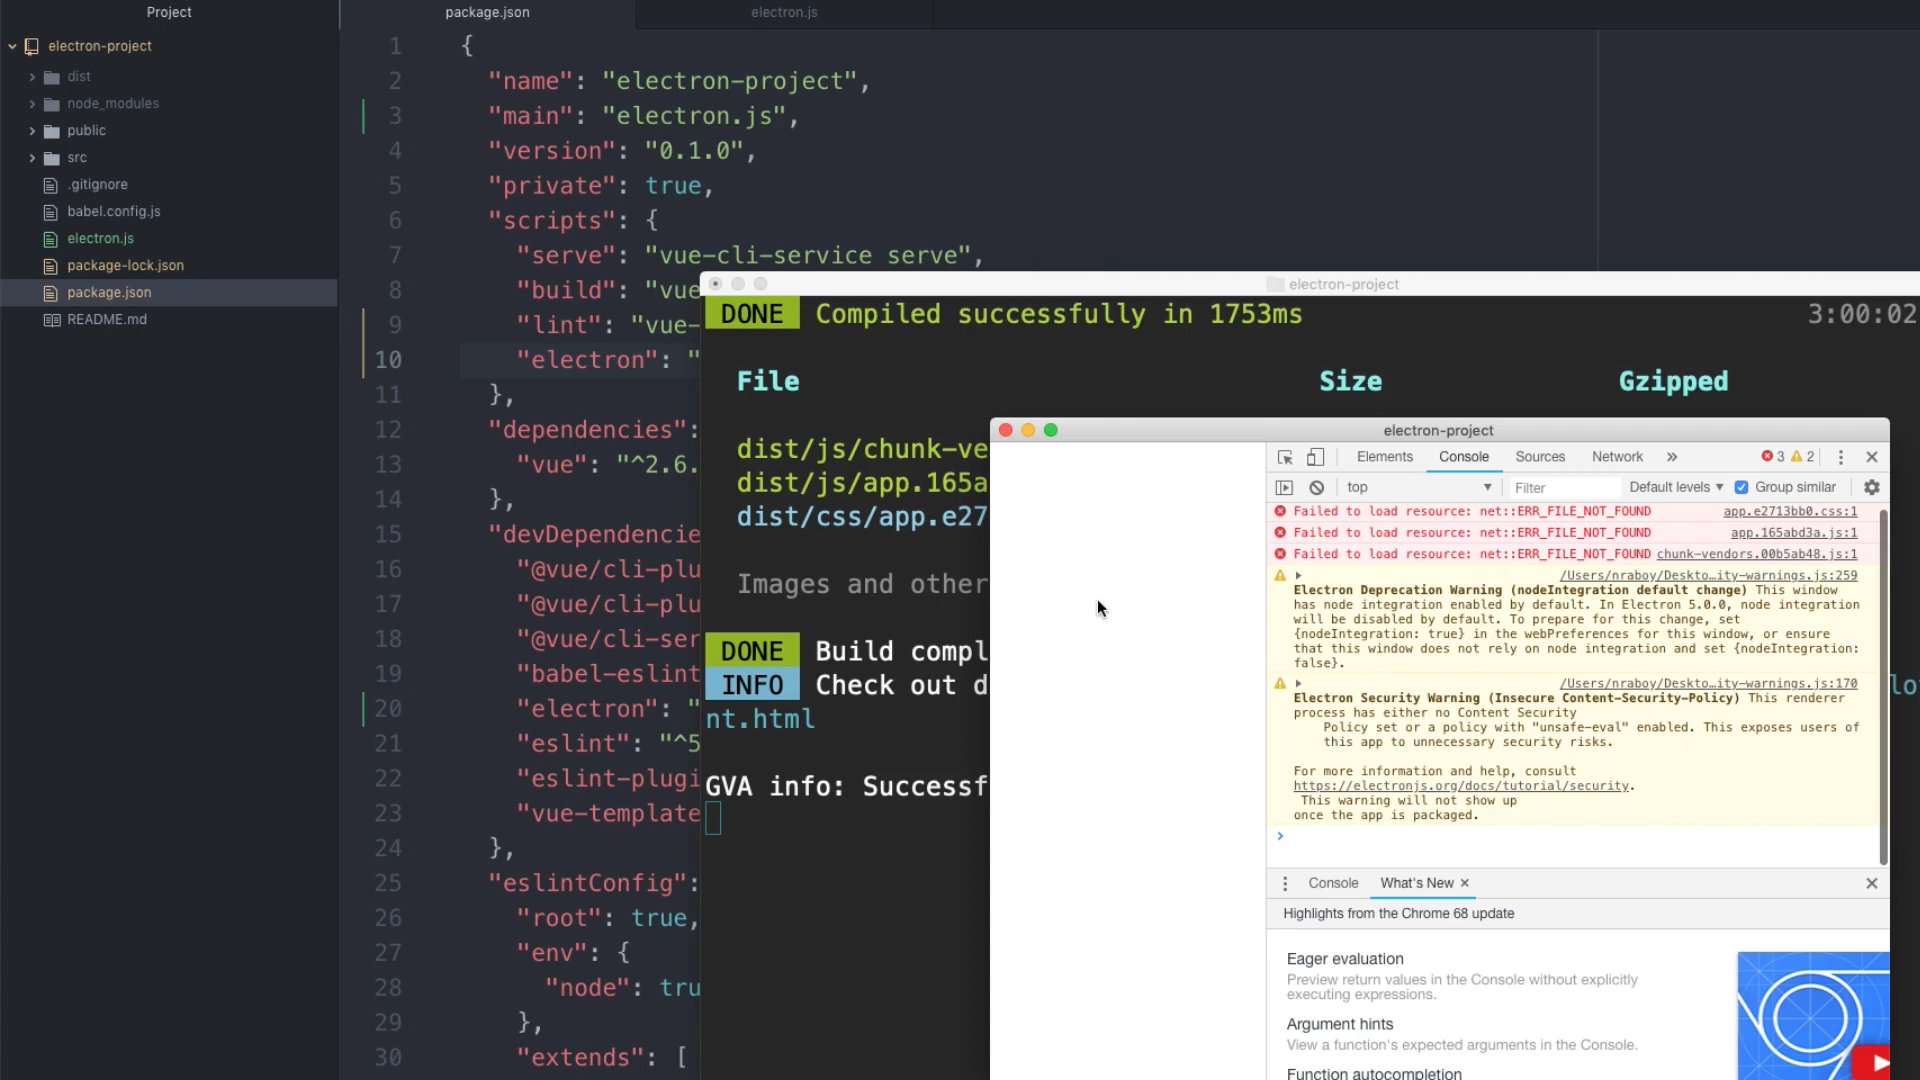 Project
electron-project
dist
node_modules
public
src
.gitignore
babel.config.js
electron.js
package-lock.json
package.json
README.md
package.json
electron.js
1 {
2 "name": "electron-project",
3 "main": "electron.js",
4 "version": "0.1.0",
5 "private": true,
6 "scripts": {
7 "serve": "vue-cli-service serve",
8 "build": "vue
9 "lint": "vue-
10 "electron": "
11 },
12 "dependencies":
13 "vue": "^2.6.
14 },
15 "devDependencie
16 "@vue/cli-plu
17 "@vue/cli-plu
18 "@vue/cli-ser
19 "babel-eslint
20 "electron": "
21 "eslint": "^5
22 "eslint-plugi
23 "vue-template
24 },
25 "eslintConfig":
26 "root": true,
27 "env": {
28 "node": tru
29 },
30 "extends": [
electron-project
DONE Compiled successfully in 1753ms 3:00:02
File Size Gzipped
dist/js/chunk-ve
dist/js/app.165a
dist/css/app.e27
Images and other
DONE Build compl
INFO Check out d
lo
nt.html
GVA info: Successf
electron-project
Elements Console Sources Network » 3 2
top Filter Default levels Group similar
Failed to load resource: net::ERR_FILE_NOT_FOUND app.e2713bb0.css:1
Failed to load resource: net::ERR_FILE_NOT_FOUND app.165abd3a.js:1
Failed to load resource: net::ERR_FILE_NOT_FOUND chunk-vendors.00b5ab48.js:1
/Users/nraboy/Deskto…ity-warnings.js:259
Electron Deprecation Warning (nodeIntegration default change) This window
has node integration enabled by default. In Electron 5.0.0, node integration
will be disabled by default. To prepare for this change, set
{nodeIntegration: true} in the webPreferences for this window, or ensure
that this window does not rely on node integration and set {nodeIntegration:
false}.
/Users/nraboy/Deskto…ity-warnings.js:170
Electron Security Warning (Insecure Content-Security-Policy) This renderer
process has either no Content Security
Policy set or a policy with "unsafe-eval" enabled. This exposes users of
this app to unnecessary security risks.
For more information and help, consult
https://electronjs.org/docs/tutorial/security.
This warning will not show up
once the app is packaged.
Console What's New
Highlights from the Chrome 68 update
Eager evaluation
Preview return values in the Console without explicitly
executing expressions.
Argument hints
View a function's expected arguments in the Console.
Function autocompletion